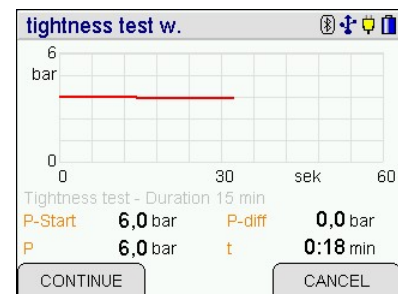 tightness test w.
6
bar
0
0 30 sek 60
Tightness test - Duration 15 min
P-Start 6,0 bar P-diff 0,0 bar
P 6,0 bar t 0:18 min
CONTINUE CANCEL